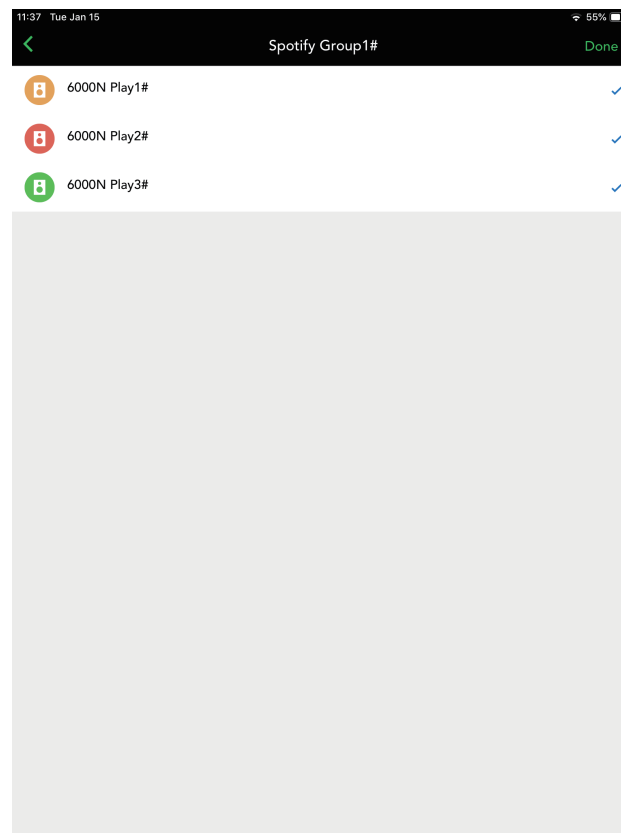 11:37 Tue Jan 15 55%
Spotify Group1# Done
6000N Play1#
6000N Play2#
6000N Play3#